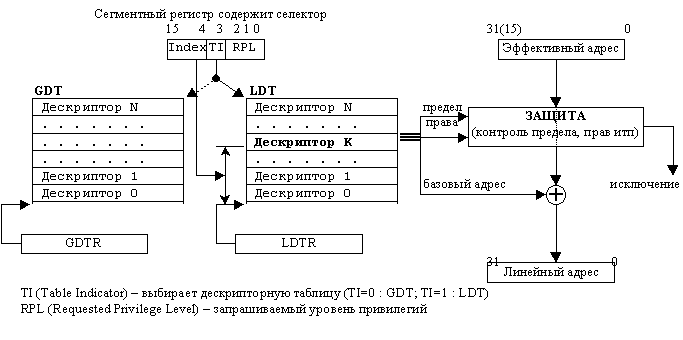 Сегментный регистр содержит селектор
15 4 3 2 1 0
Index TI RPL
31(15) 0
Эффективный адрес
GDT
Дескриптор N
. . . . . . .
. . . . . . .
. . . . . . .
Дескриптор 1
Дескриптор 0
GDTR
LDT
Дескриптор N
. . . . . . .
Дескриптор K
. . . . . . .
Дескриптор 1
Дескриптор 0
LDTR
предел
права
базовый адрес
ЗАЩИТА
(контроль предела, прав итп)
исключение
+
31 0
Линейный адрес
TI (Table Indicator) – выбирает дескрипторную таблицу (TI=0 : GDT; TI=1 : LDT)
RPL (Requested Privilege Level) – запрашиваемый уровень привилегий